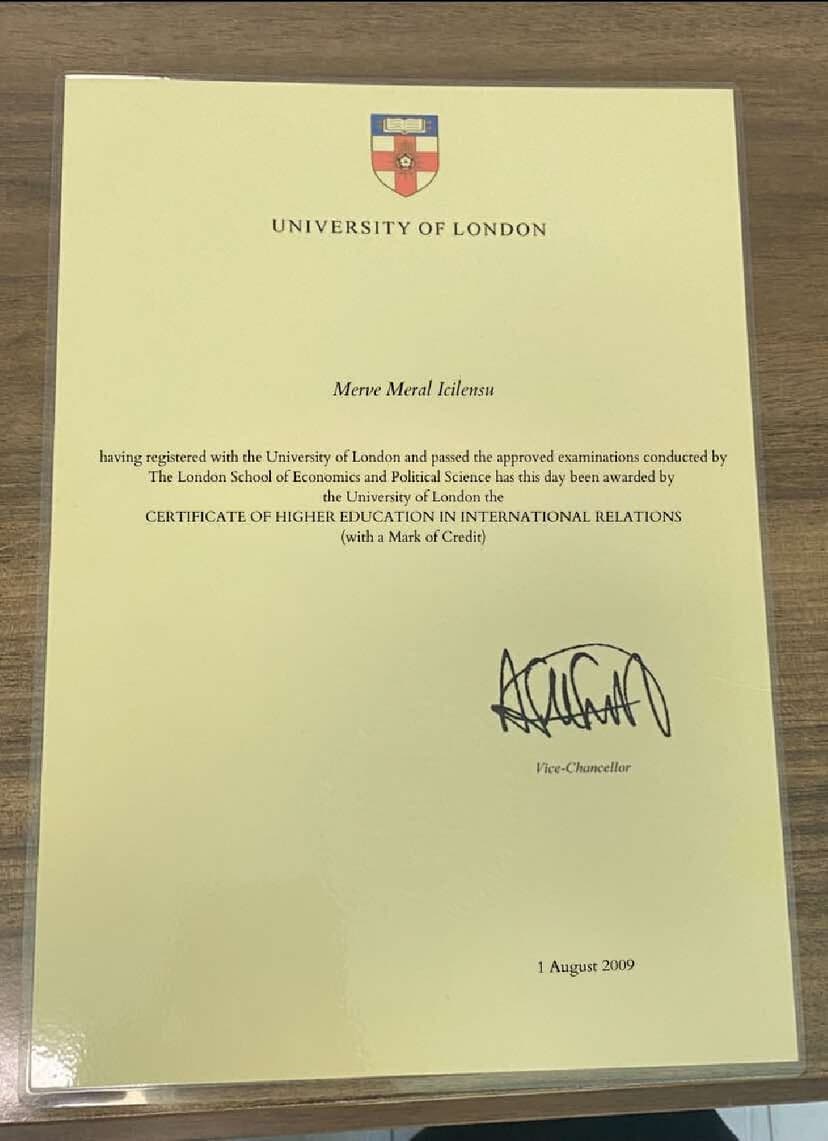 UNIVERSITY OF LONDON
Merve Meral Icilensu
having registered with the University of London and passed the approved examinations conducted by
The London School of Economics and Political Science has this day been awarded by
the University of London the
CERTIFICATE OF HIGHER EDUCATION IN INTERNATIONAL RELATIONS
(with a Mark of Credit)
Vice-Chancellor
1 August 2009